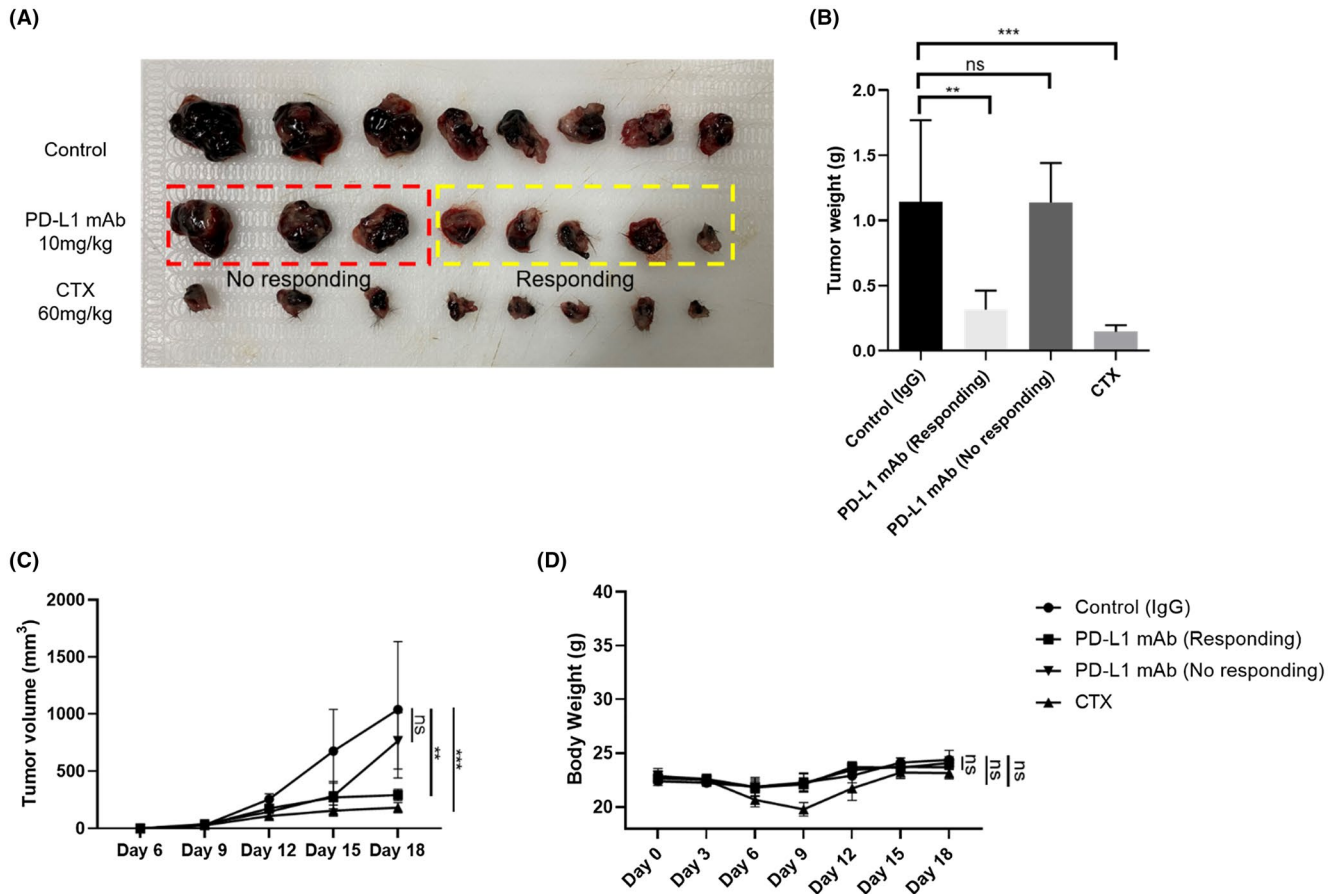 (A)
Control
PD-L1 mAb
10mg/kg
No responding
Responding
CTX
60mg/kg
(B)
***
ns
**
Tumor weight (g)
2.0
1.5
1.0
0.5
0.0
Control (IgG)
PD-L1 mAb (Responding)
PD-L1 mAb (No responding)
CTX
(C)
Tumor volume (mm³)
2000
1500
1000
500
0
Day 6
Day 9
Day 12
Day 15
Day 18
ns
**
***
(D)
Body Weight (g)
40
35
30
25
20
Day 0
Day 3
Day 6
Day 9
Day 12
Day 15
Day 18
ns
ns
ns
Control (IgG)
PD-L1 mAb (Responding)
PD-L1 mAb (No responding)
CTX